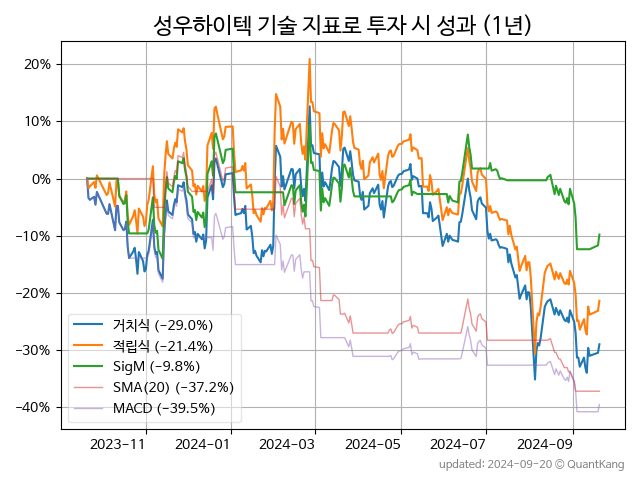 성우하이텍 기술 지표로 투자 시 성과 (1년)
20%
10%
0%
−10%
−20%
−30%
−40%
거치식 (−29.0%)
적립식 (−21.4%)
SigM (−9.8%)
SMA(20) (−37.2%)
MACD (−39.5%)
2023−11 2024−01 2024−03 2024−05 2024−07 2024−09
updated: 2024−09−20 © QuantKang